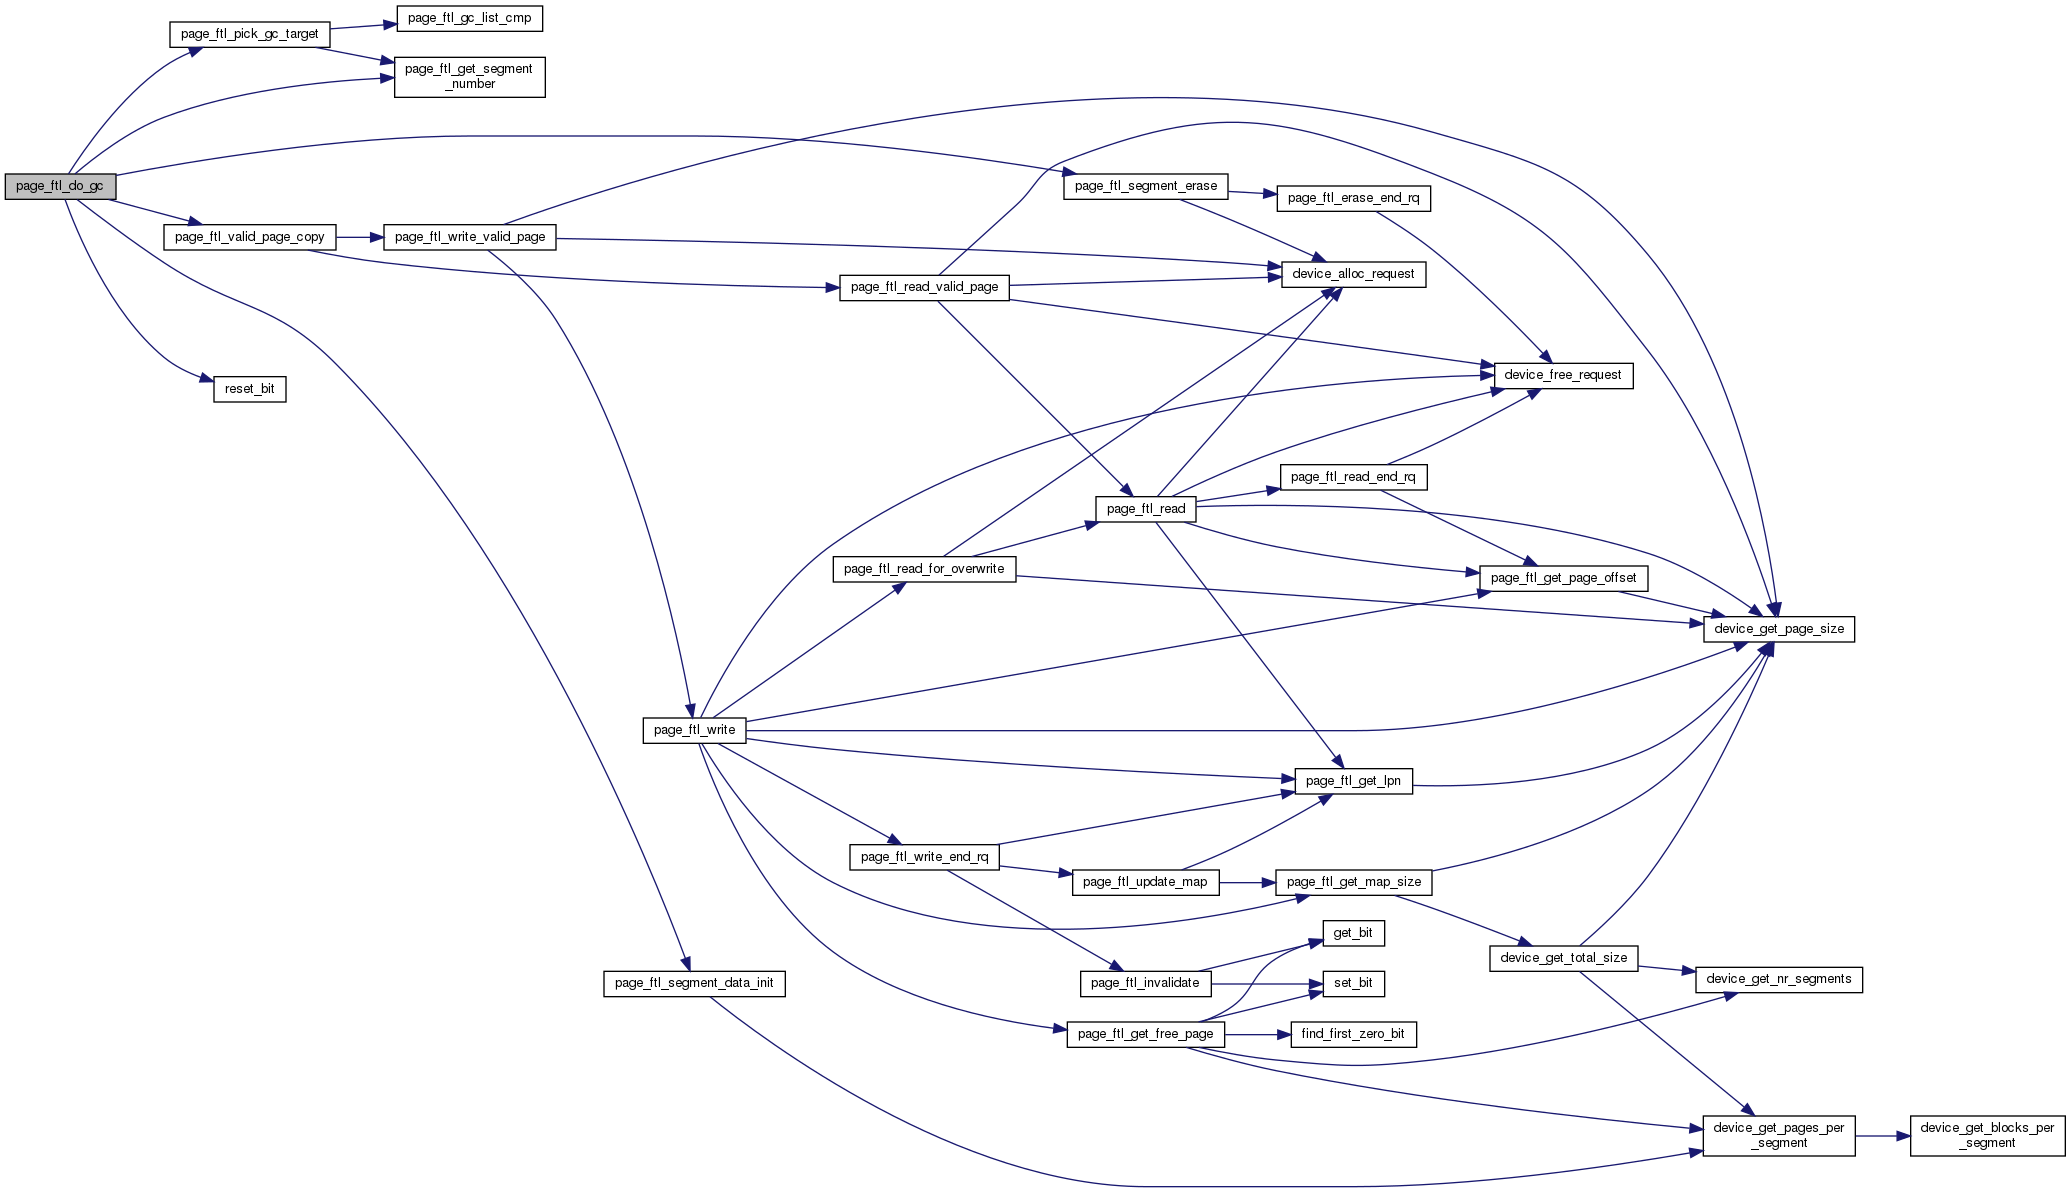 page_ftl_gc_list_cmp
page_ftl_pick_gc_target
page_ftl_get_segment
_number
page_ftl_do_gc
page_ftl_segment_erase
page_ftl_erase_end_rq
page_ftl_valid_page_copy
page_ftl_write_valid_page
page_ftl_read_valid_page
device_alloc_request
device_free_request
reset_bit
page_ftl_read_end_rq
page_ftl_read
page_ftl_read_for_overwrite
page_ftl_get_page_offset
device_get_page_size
page_ftl_write
page_ftl_get_lpn
page_ftl_write_end_rq
page_ftl_update_map
page_ftl_get_map_size
get_bit
device_get_total_size
device_get_nr_segments
page_ftl_segment_data_init
page_ftl_invalidate
set_bit
page_ftl_get_free_page
find_first_zero_bit
device_get_pages_per
_segment
device_get_blocks_per
_segment